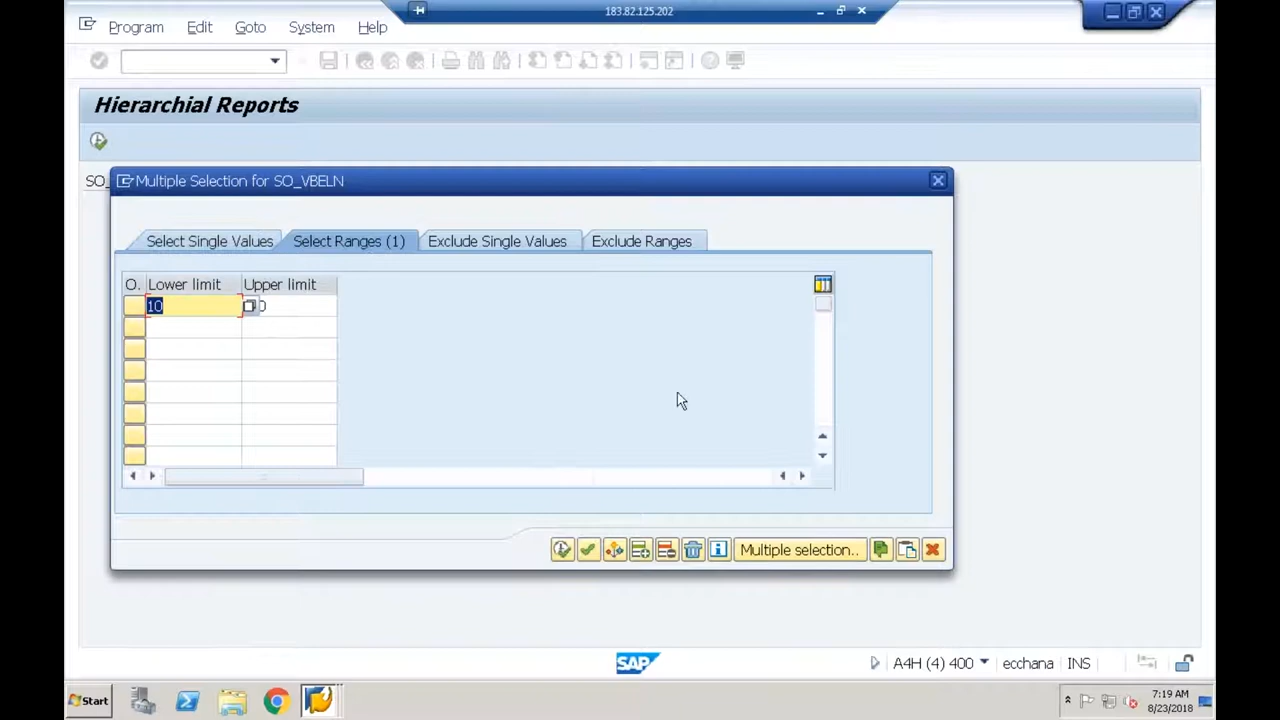 183.82.125.202
Program Edit Goto System Help
Hierarchial Reports
SO_
Multiple Selection for SO_VBELN
Select Single Values Select Ranges (1) Exclude Single Values Exclude Ranges
O. Lower limit Upper limit
10
Multiple selection..
SAP
A4H (4) 400 ecchana INS
Start
7:19 AM
8/23/2018